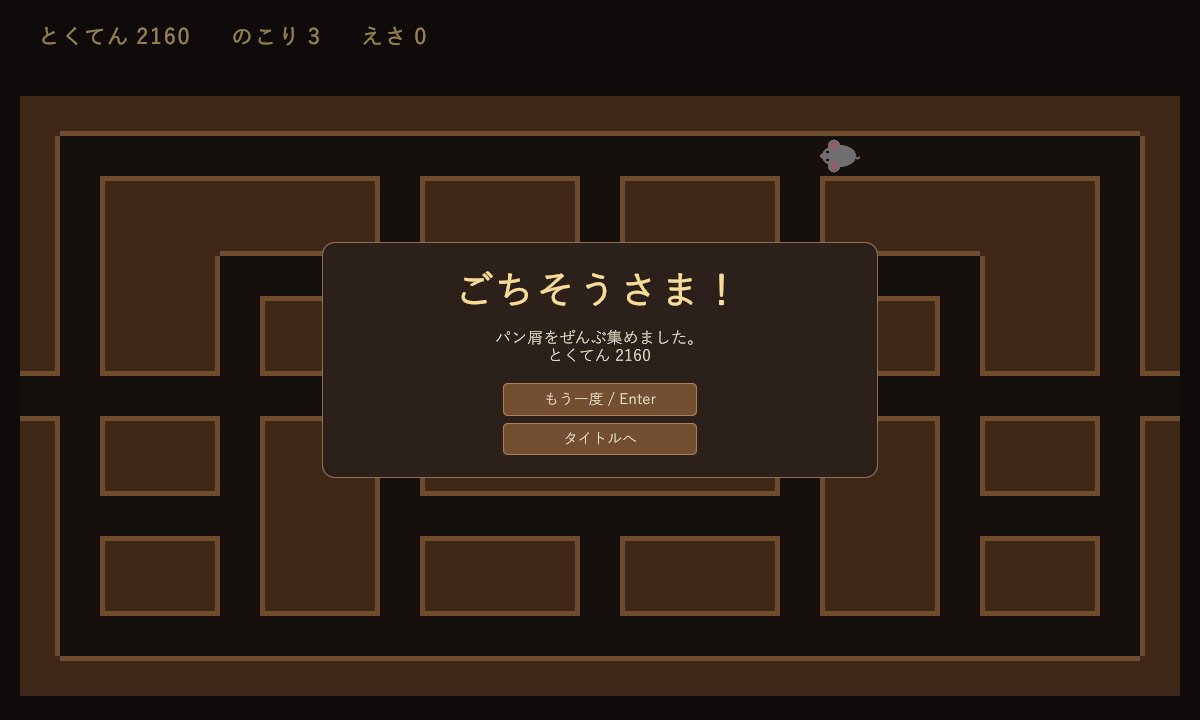 とくてん 2160 のこり 3 えさ 0
ごちそうさま！
パン屑をぜんぶ集めました。
とくてん 2160
もう一度 / Enter
タイトルへ